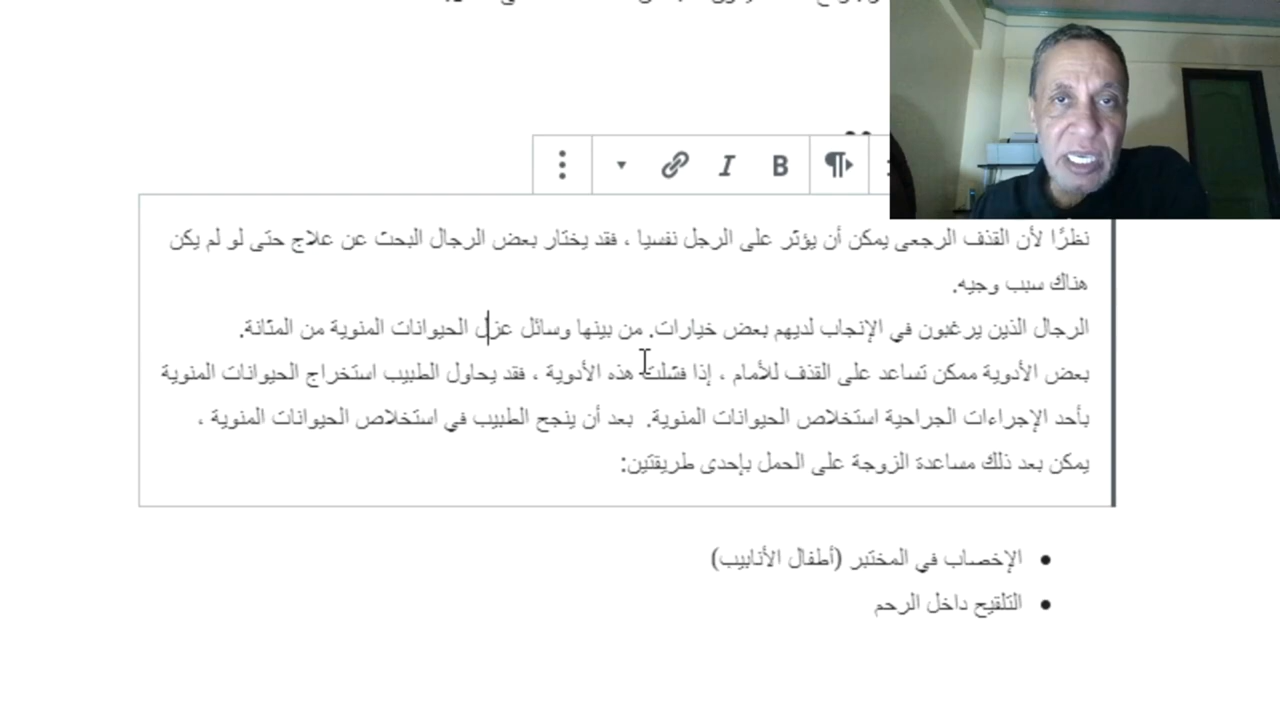 B I
نظرًا لأن القذف الرجعى يمكن أن يؤثر على الرجل نفسيا ، فقد يختار بعض الرجال البحث عن علاج حتى لو لم يكن
هناك سبب وجيه.
الرجال الذين يرغبون في الإنجاب لديهم بعض خيارات. من بينها وسائل عزل الحيوانات المنوية من المثانة.
بعض الأدوية ممكن تساعد على القذف للأمام ، إذا فشلت هذه الأدوية ، فقد يحاول الطبيب استخراج الحيوانات المنوية
بأحد الإجراءات الجراحية استخلاص الحيوانات المنوية. بعد أن ينجح الطبيب في استخلاص الحيوانات المنوية ،
يمكن بعد ذلك مساعدة الزوجة على الحمل بإحدى طريقتين:
• الإخصاب في المختبر (أطفال الأنابيب)
• التلقيح داخل الرحم